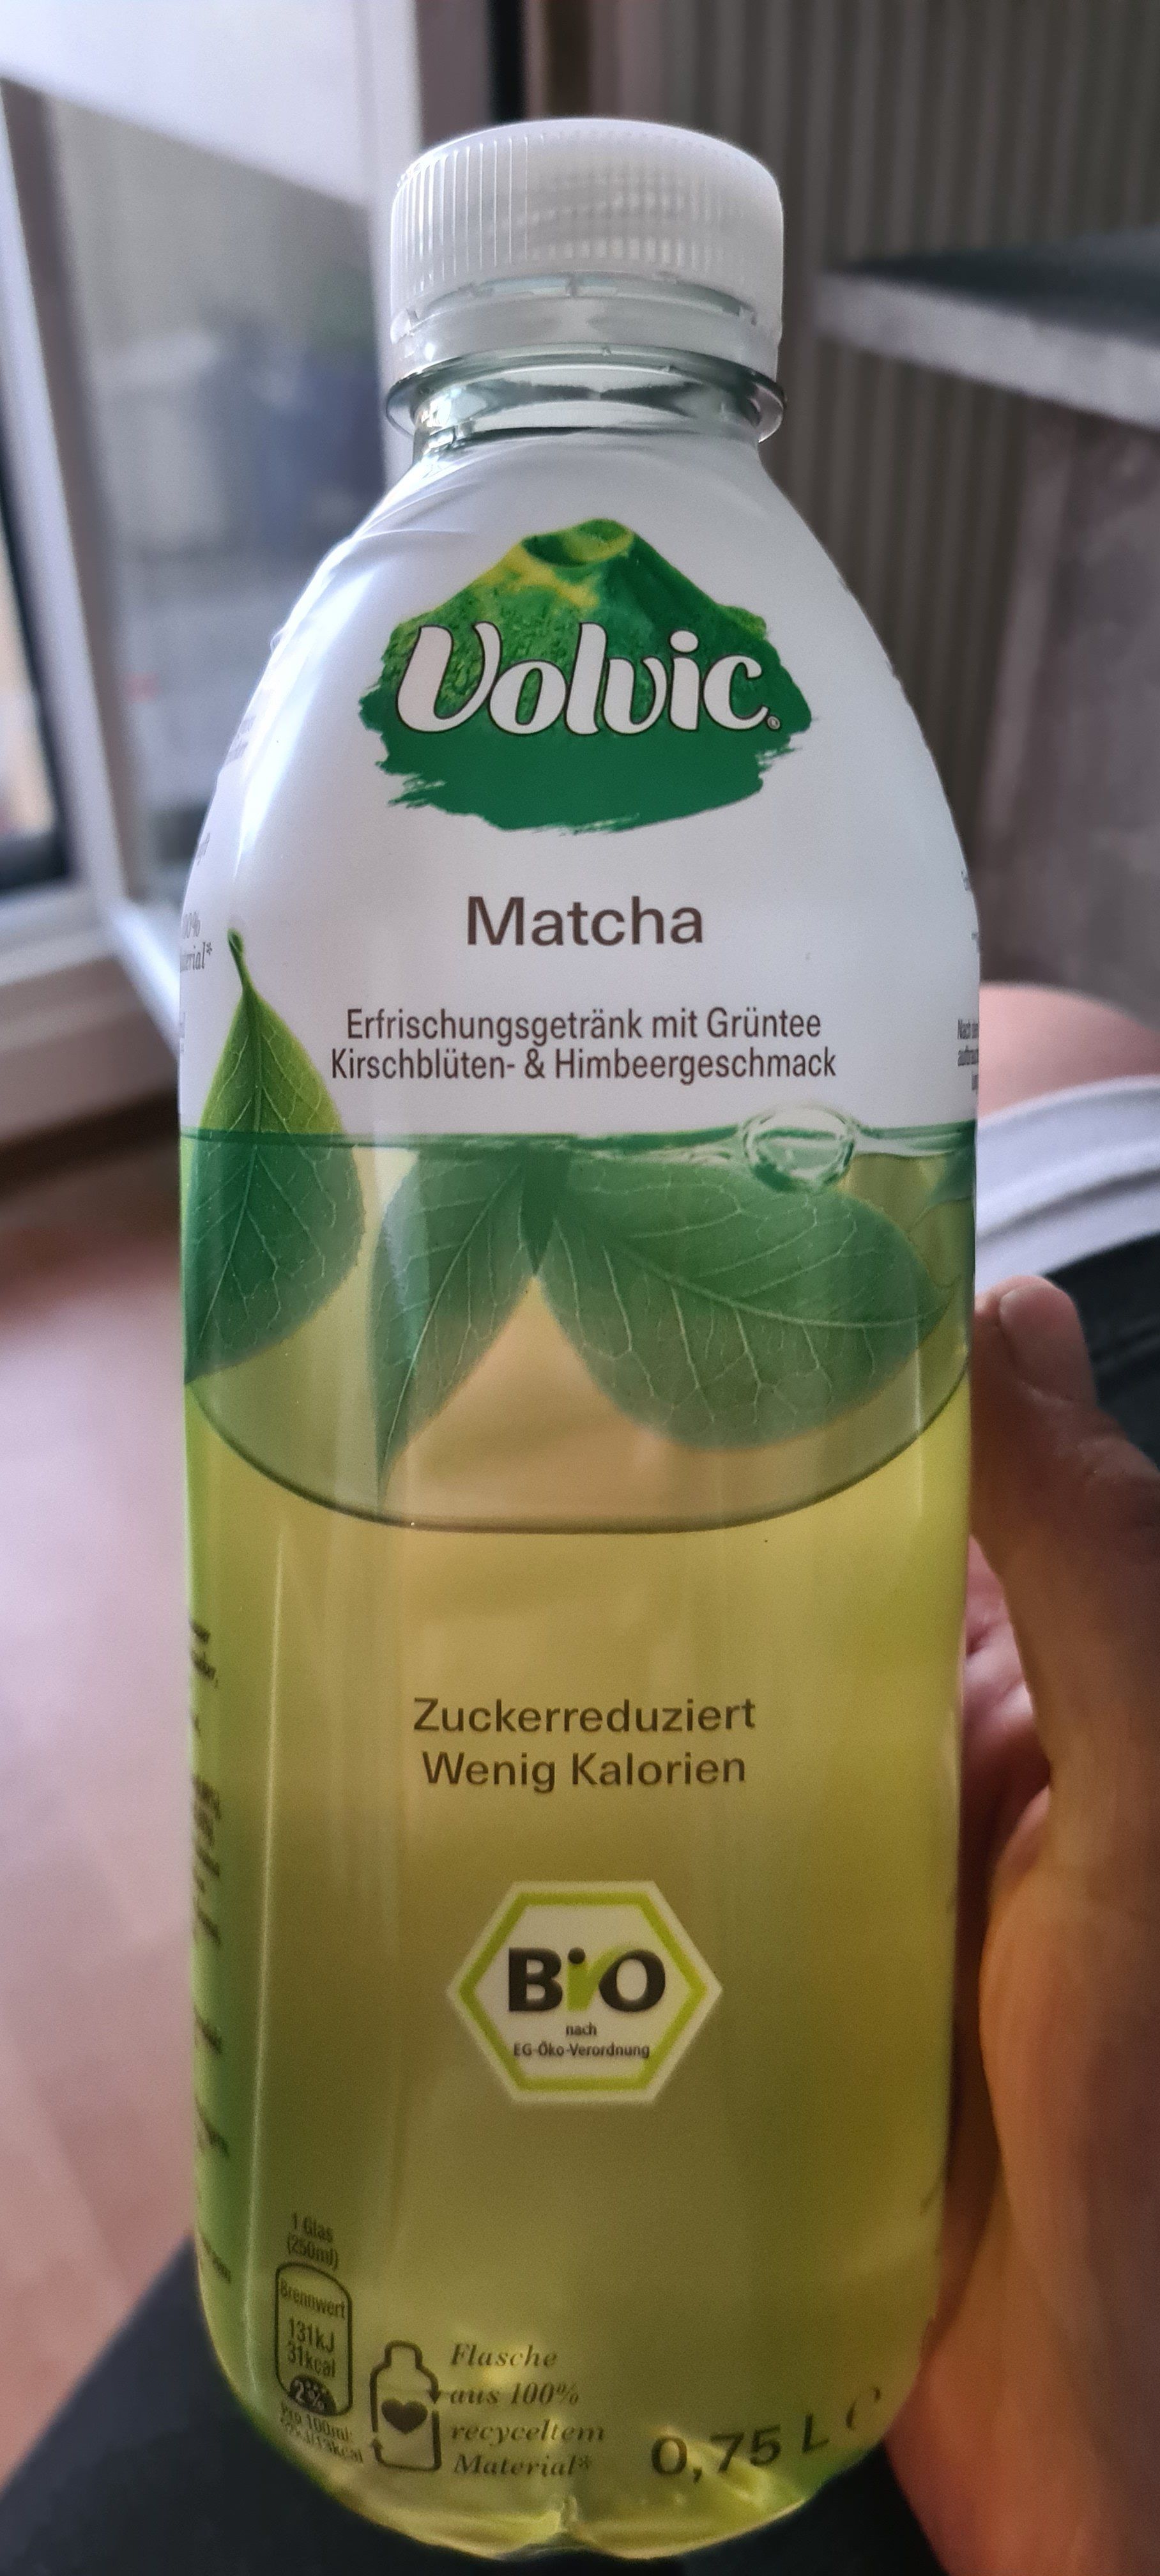 Volvic®
Matcha
Erfrischungsgetränk mit Grüntee
Kirschblüten- & Himbeergeschmack
Zuckerreduziert
Wenig Kalorien
BiO
nach
EG-Öko-Verordnung
1 Glas
(250ml)
Brennwert
131kJ
31kcal
2%
Flasche
aus 100%
recyceltem
Material*
0,75 L